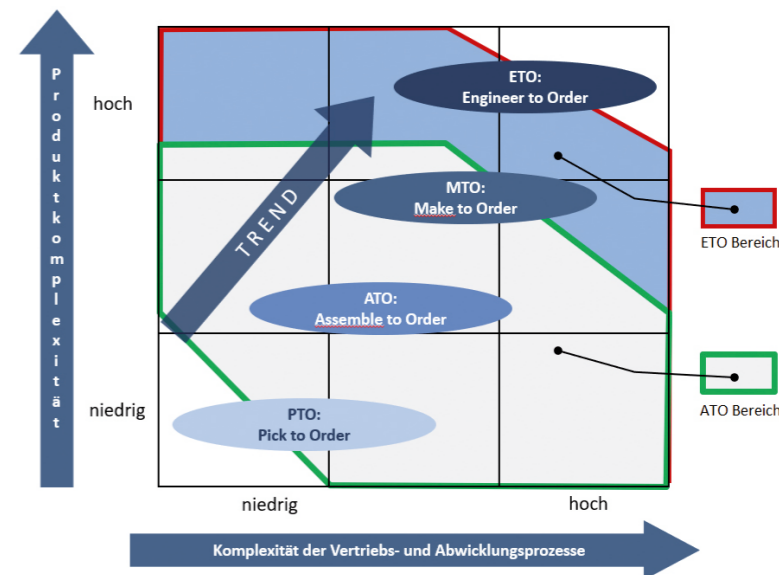 Produktkomplexität
hoch
niedrig
TREND
ETO:
Engineer to Order
MTO:
Make to Order
ATO:
Assemble to Order
PTO:
Pick to Order
ETO Bereich
ATO Bereich
niedrig
hoch
Komplexität der Vertriebs- und Abwicklungsprozesse